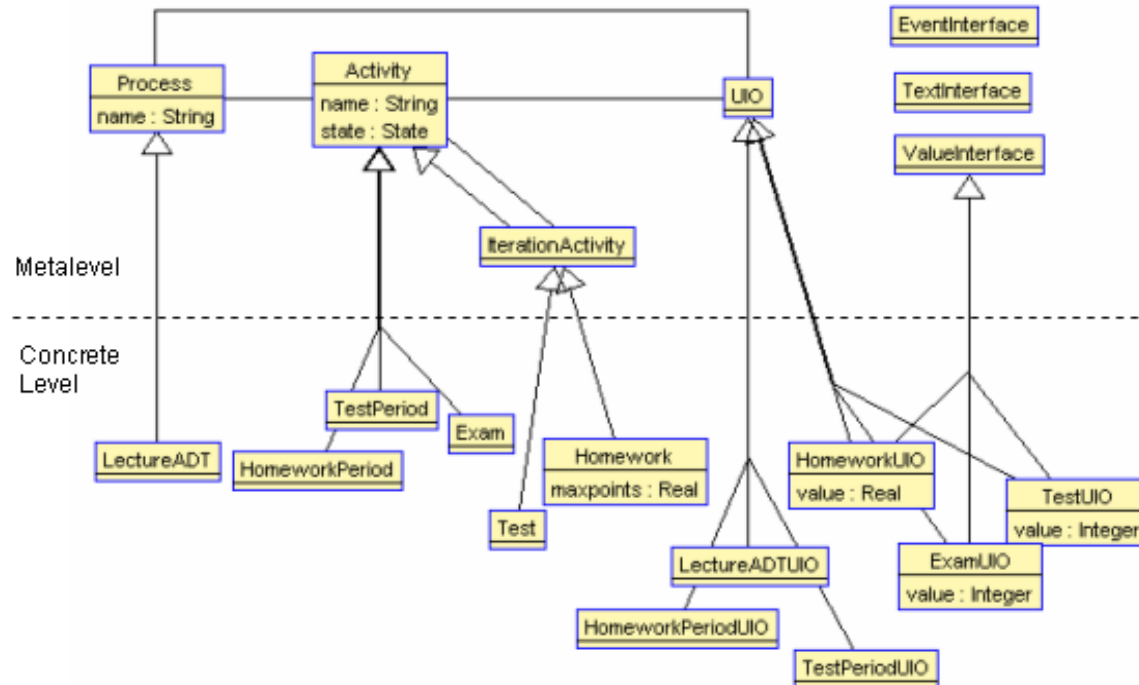 EventInterface
Process
name : String
Activity
name : String
state : State
UIO
TextInterface
ValueInterface
IterationActivity
Metalevel
Concrete
Level
LectureADT
TestPeriod
HomeworkPeriod
Exam
Homework
maxpoints : Real
Test
HomeworkUIO
value : Real
TestUIO
value : Integer
LectureADTUIO
ExamUIO
value : Integer
HomeworkPeriodUIO
TestPeriodUIO